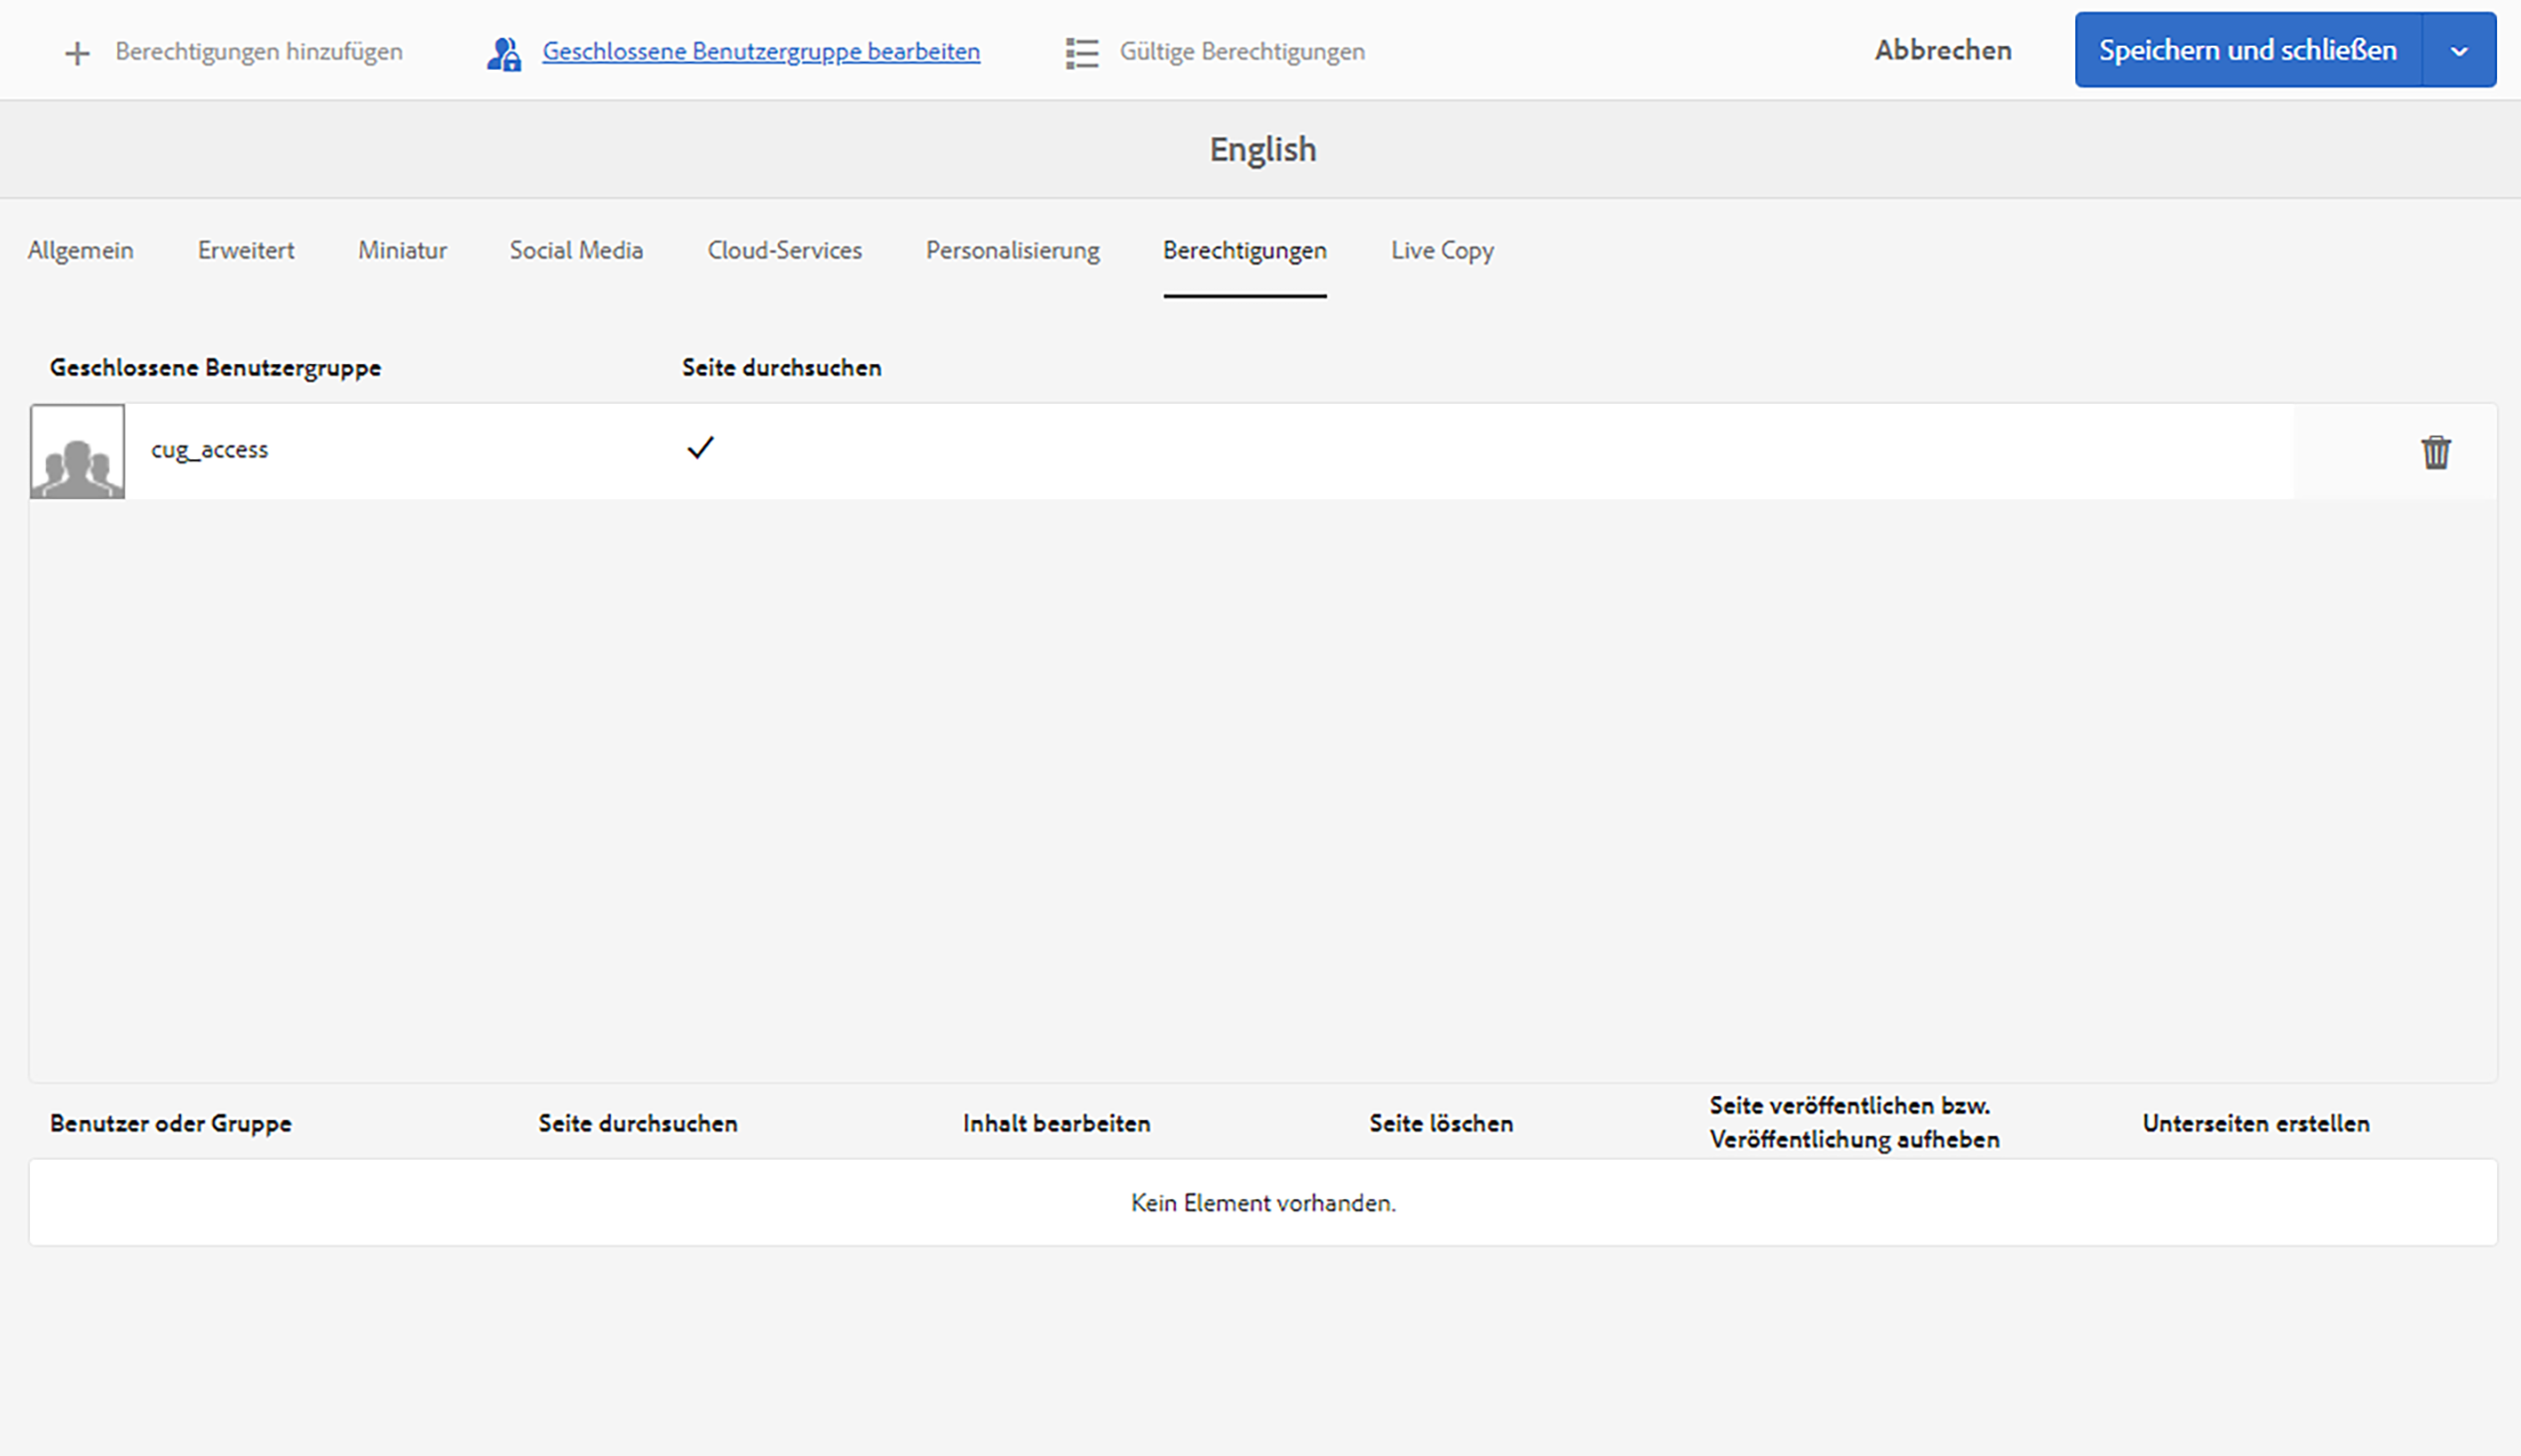 Berechtigungen hinzufügen
Geschlossene Benutzergruppe bearbeiten
Gültige Berechtigungen
Abbrechen
Speichern und schließen
English
Allgemein
Erweitert
Miniatur
Social Media
Cloud-Services
Personalisierung
Berechtigungen
Live Copy
Geschlossene Benutzergruppe
Seite durchsuchen
cug_access
Benutzer oder Gruppe
Seite durchsuchen
Inhalt bearbeiten
Seite löschen
Seite veröffentlichen bzw.
Veröffentlichung aufheben
Unterseiten erstellen
Kein Element vorhanden.